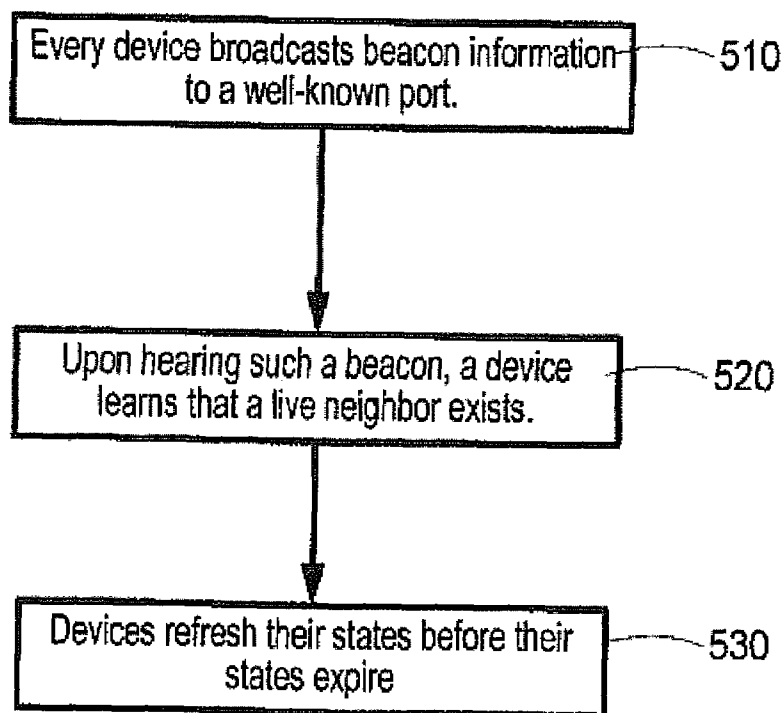 Every device broadcasts beacon information
to a well-known port.
510
Upon hearing such a beacon, a device
learns that a live neighbor exists.
520
Devices refresh their states before their
states expire
530